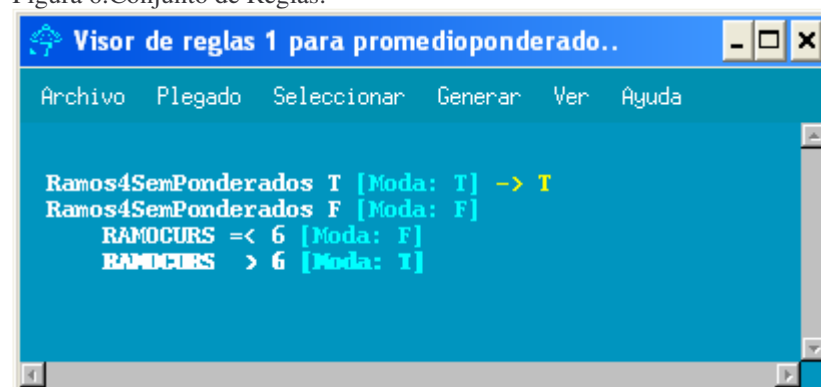 Figura 6.Conjunto de Reglas.
Visor de reglas 1 para promedioponderado..
Archivo Plegado Seleccionar Generar Ver Ayuda
Ramos4SemPonderados T [Moda: T] -> T
Ramos4SemPonderados F [Moda: F]
RAMOCURS =< 6 [Moda: F]
RAMOCURS > 6 [Moda: T]